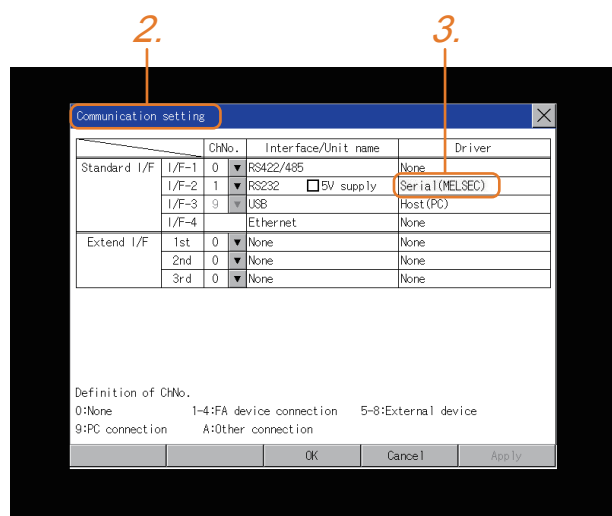 2. 3.
Communication setting
ChNo. Interface/Unit name Driver
Standard I/F I/F-1 0 RS422/485 None
I/F-2 1 RS232 5V supply Serial(MELSEC)
I/F-3 9 USB Host(PC)
I/F-4 Ethernet None
Extend I/F 1st 0 None None
2nd 0 None None
3rd 0 None None
Definition of ChNo.
0:None 1-4:FA device connection 5-8:External device
9:PC connection A:Other connection
OK Cancel Apply